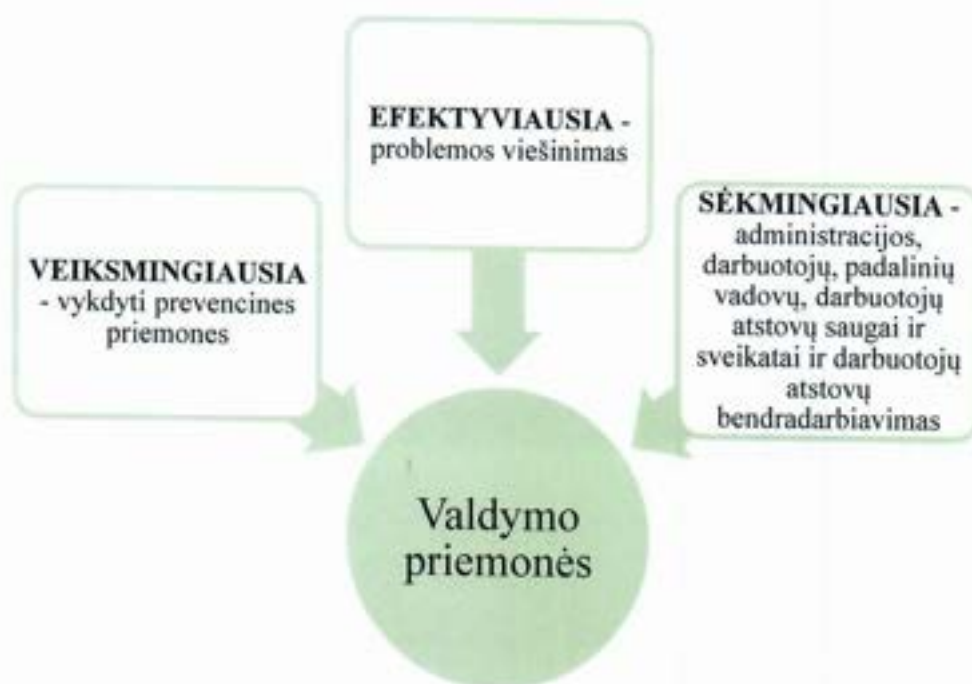 VEIKSMINGIAUSIA
- vykdyti prevencines
priemones
EFEKTYVIAUSIA -
problemos viešinimas
SĖKMINGIAUSIA -
administracijos,
darbuotojų, padalinių
vadovų, darbuotojų
atstovų saugai ir
sveikatai ir darbuotojų
atstovų
bendradarbiavimas
Valdymo
priemonės